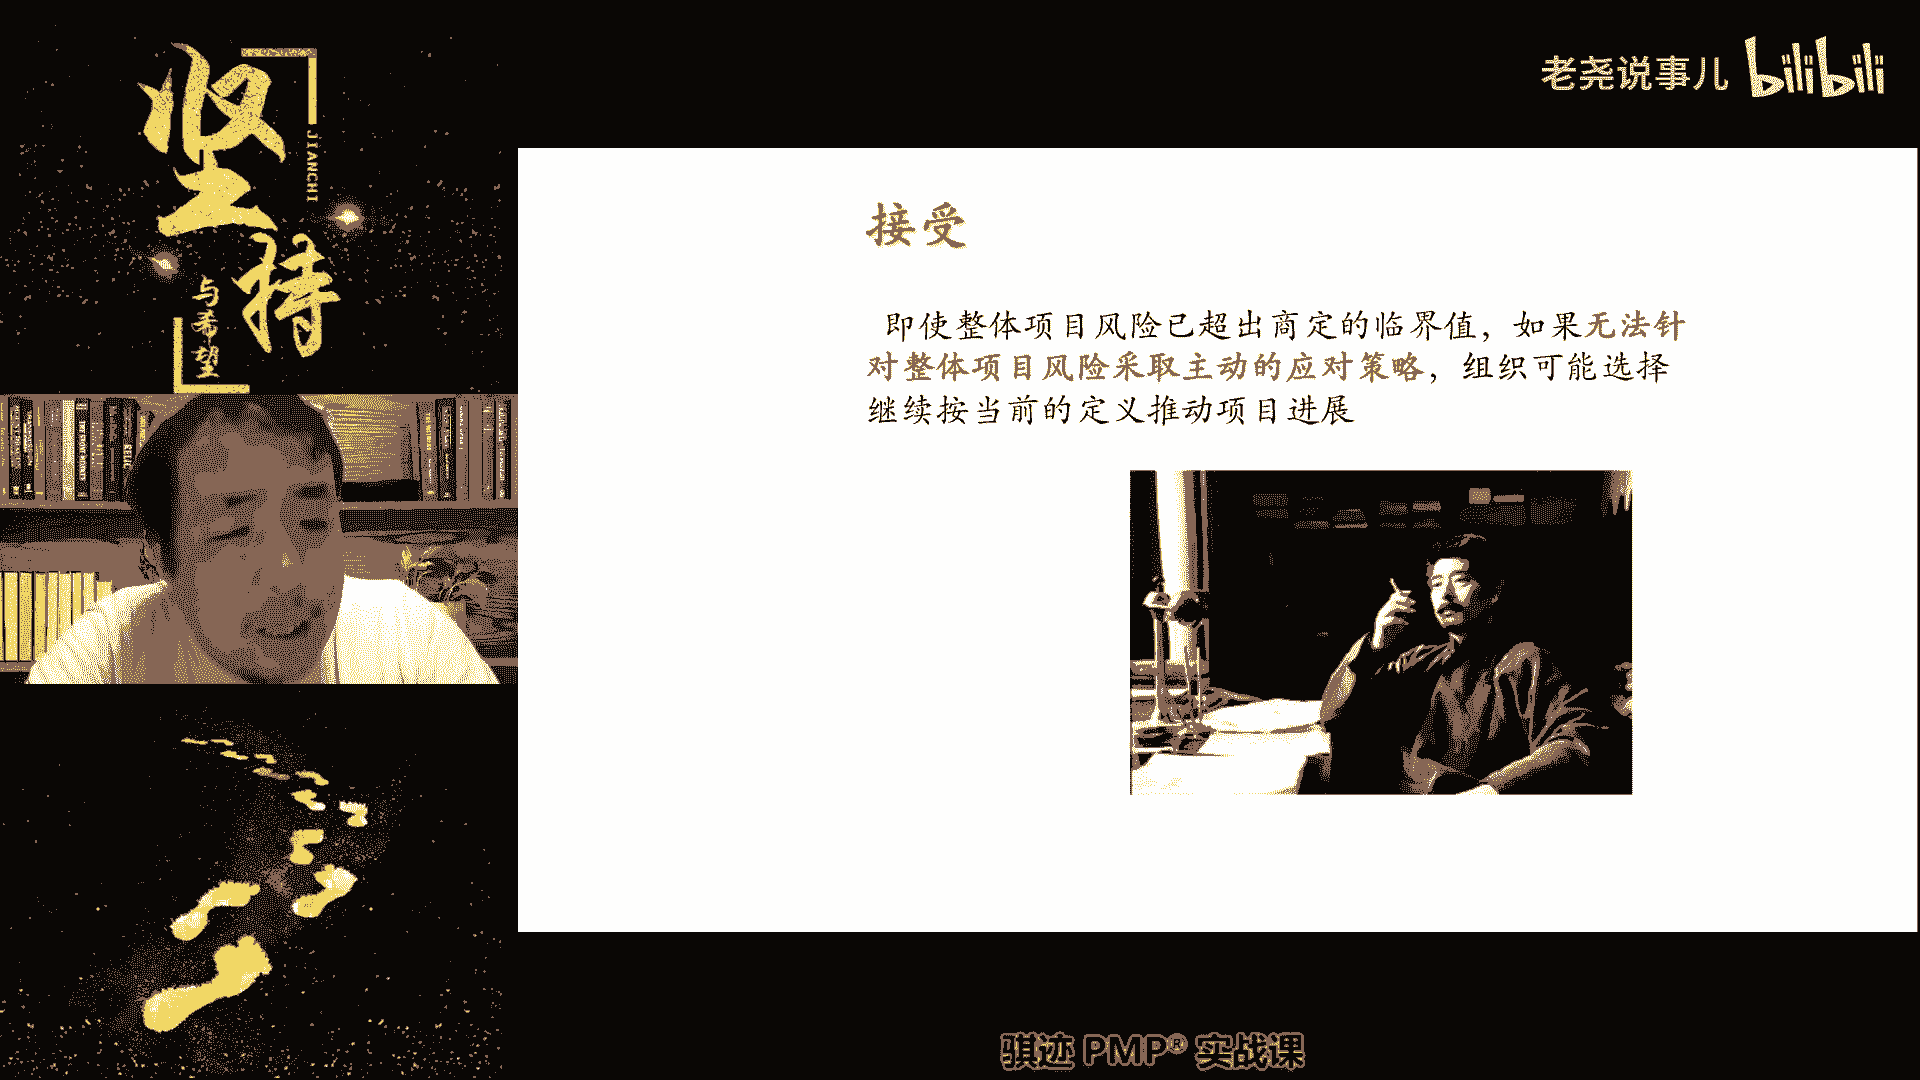 坚持
JIANCHI
与希望
老尧说事儿 bilibili
接受
即使整体项目风险已超出商定的临界值，如果无法针
对整体项目风险采取主动的应对策略，组织可能选择
继续按当前的定义推动项目进展
骐迹 PMP® 实战课